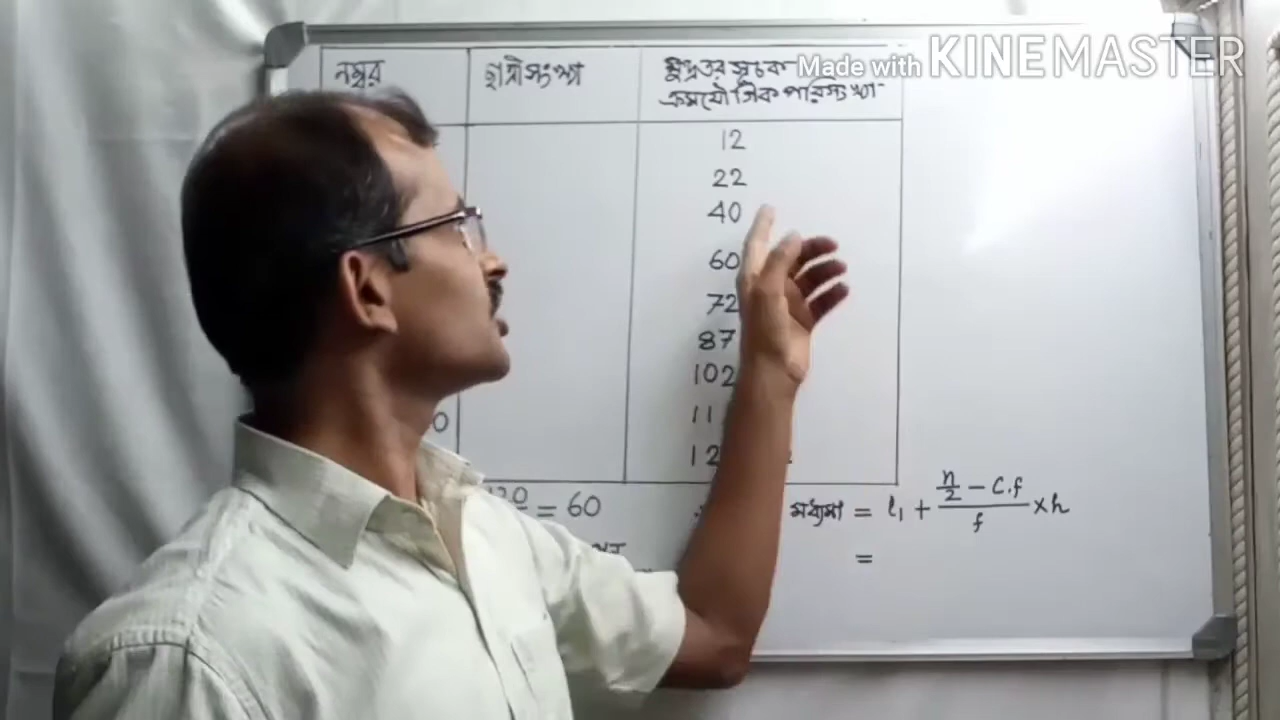 Made with KINEMASTER
নম্বর ছাত্রীসংখ্যা ক্ষুদ্রতর সূচক
ক্রমযৌগিক পরিসংখ্যা
12
22
40
60
72
87
102
= 60
মধ্যমা = l₁ + (n/2 - C.f)/f × h
=